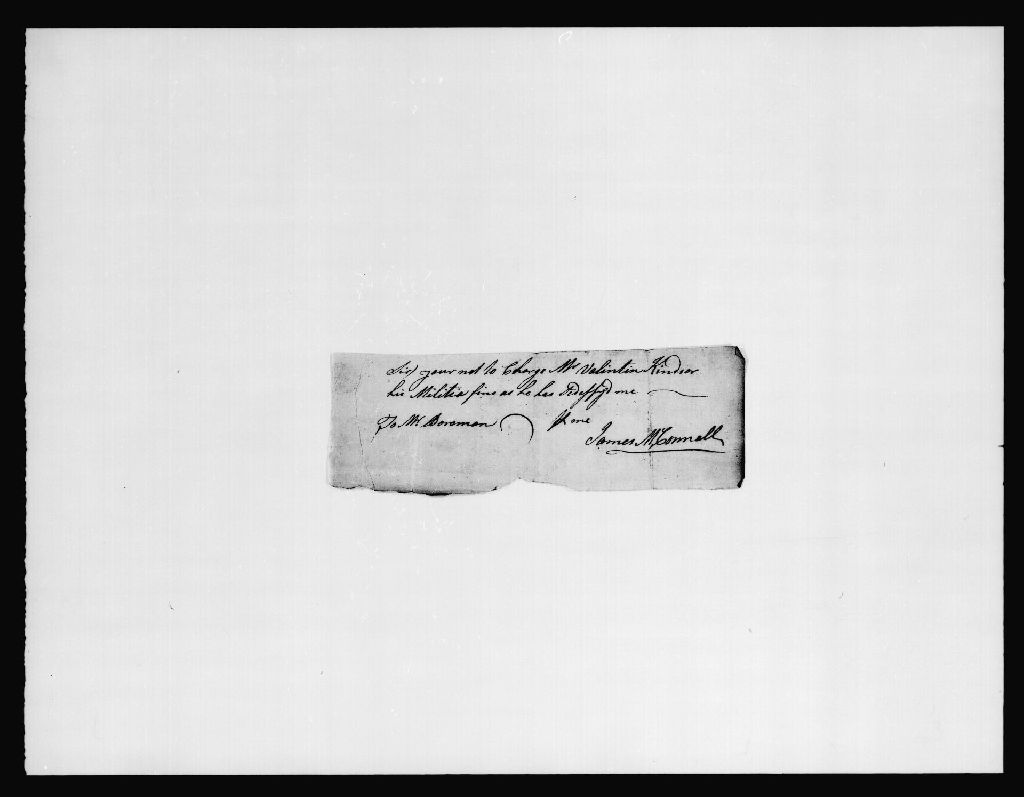 Sir your not to Charge Mr Valintin Kinder
his Militia fine as he has me
To Mr Boreman me
James McConnell